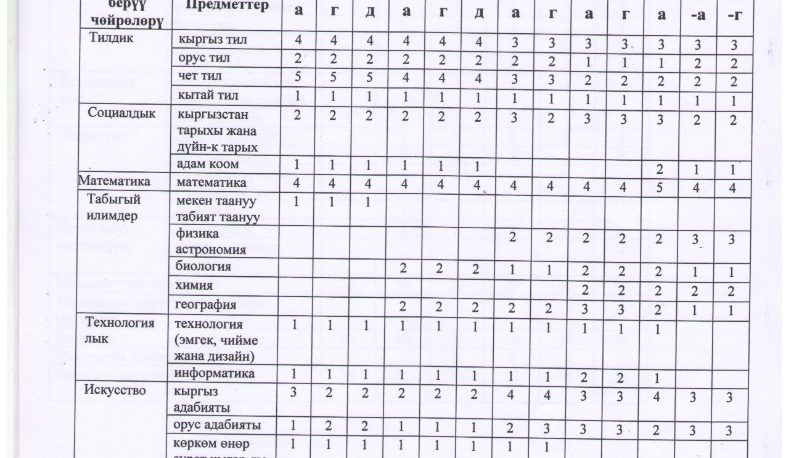 берүү
чөйрөлөрү Предметтер а г д а г д а г а г а -а -г
Тилдик кыргыз тил 4 4 4 4 4 4 3 3 3 3 3 3 3
орус тил 2 2 2 2 2 2 2 2 1 1 1 2 2
чет тил 5 5 5 4 4 4 3 3 2 2 2 2 2
кытай тил 1 1 1 1 1 1 1 1 1 1 1 1 1
Социалдык кыргызстан 2 2 2 2 2 2 3 2 3 3 3 2 2
тарыхы жана
дүйн-к тарых
адам коом 1 1 1 1 1 1 2 1 1
Математика математика 4 4 4 4 4 4 4 4 4 4 5 4 4
Табыгый мекен таануу 1 1 1
илимдер табият таануу
физика 2 2 2 2 2 3 3
астрономия
биология 2 2 2 1 1 2 2 2 1 1
химия 2 2 2 2 2
география 2 2 2 2 2 3 3 2 1 1
Технология технология 1 1 1 1 1 1 1 1 1 1 1
лык (эмгек, чийме
жана дизайн)
информатика 1 1 1 1 1 1 1 1 2 2 1
Искусство кыргыз 3 2 2 2 2 2 4 4 3 3 4 3 3
адабияты
орус адабияты 1 2 2 1 1 1 2 3 3 3 2 3 3
көркөм өнөр 1 1 1 1 1 1 1 1